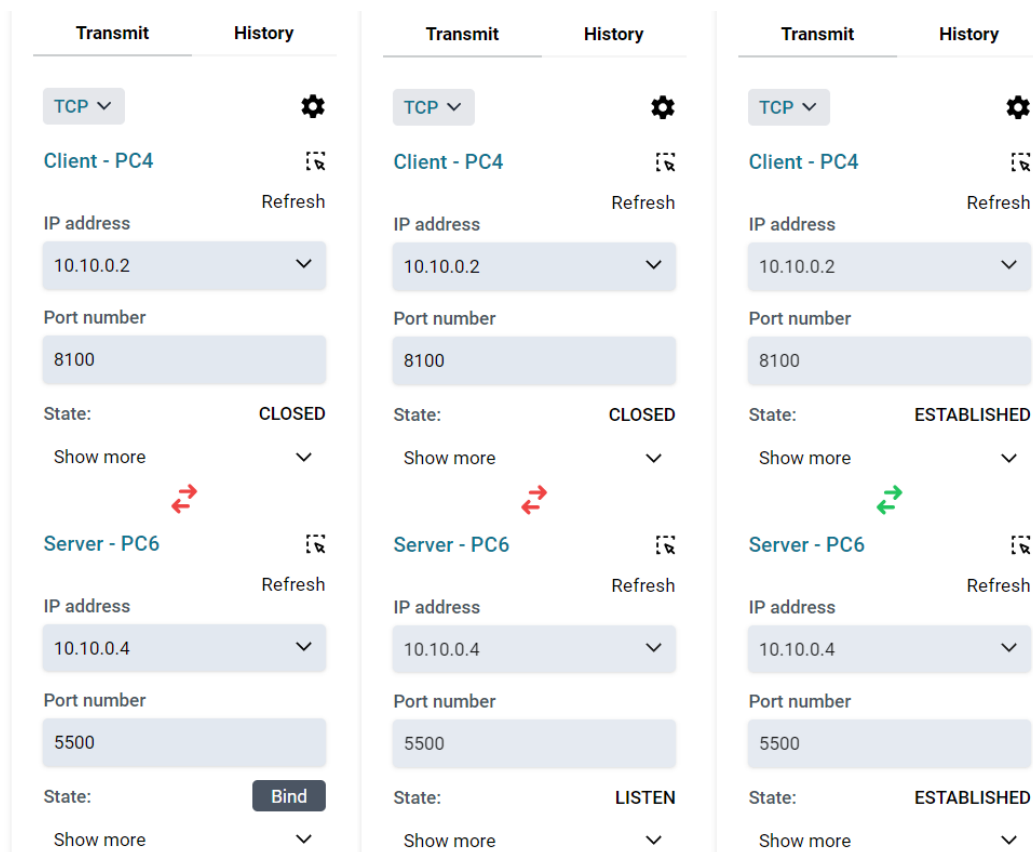 Transmit History
TCP
Client - PC4
Refresh
IP address
10.10.0.2
Port number
8100
State: CLOSED
Show more
Server - PC6
Refresh
IP address
10.10.0.4
Port number
5500
State: Bind
Show more
Transmit History
TCP
Client - PC4
Refresh
IP address
10.10.0.2
Port number
8100
State: CLOSED
Show more
Server - PC6
Refresh
IP address
10.10.0.4
Port number
5500
State: LISTEN
Show more
Transmit History
TCP
Client - PC4
Refresh
IP address
10.10.0.2
Port number
8100
State: ESTABLISHED
Show more
Server - PC6
Refresh
IP address
10.10.0.4
Port number
5500
State: ESTABLISHED
Show more